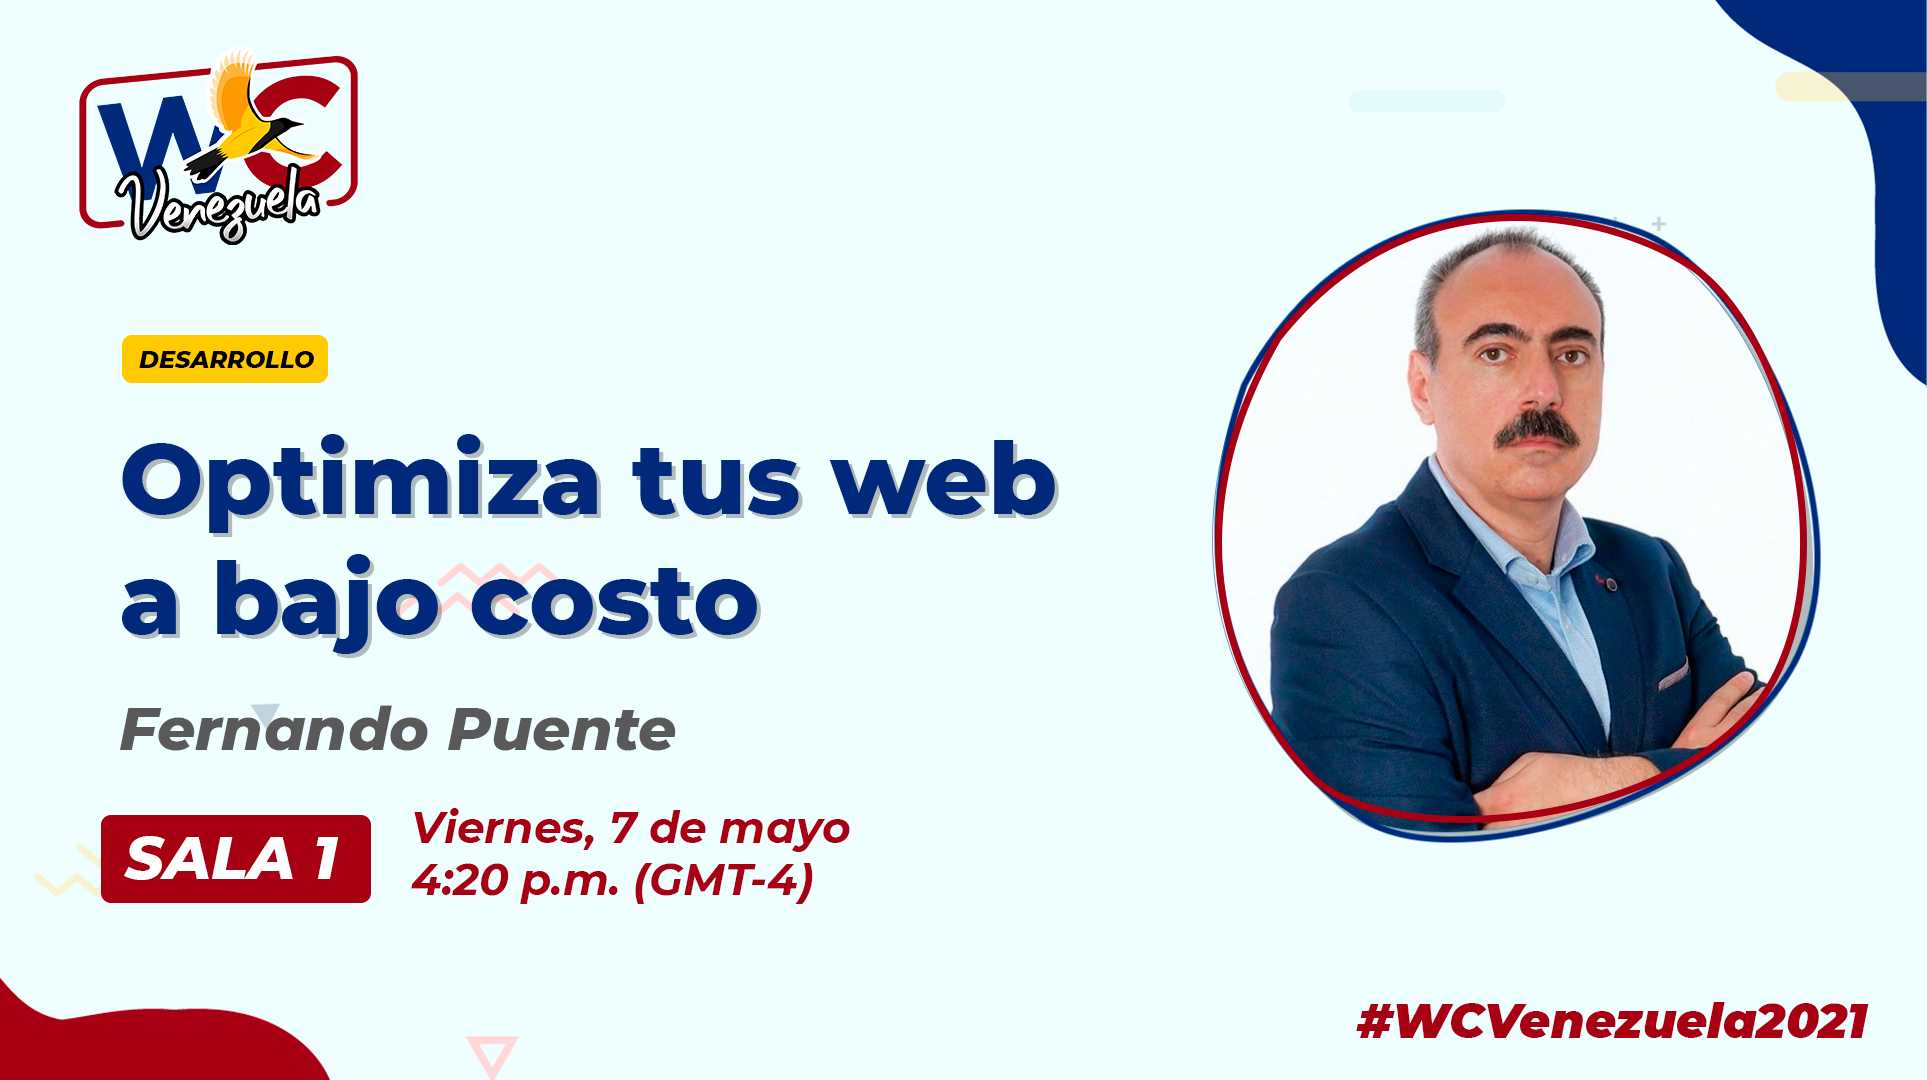 WC
Venezuela
DESARROLLO
Optimiza tus web
a bajo costo
Fernando Puente
SALA 1
Viernes, 7 de mayo
4:20 p.m. (GMT-4)
#WCVenezuela2021